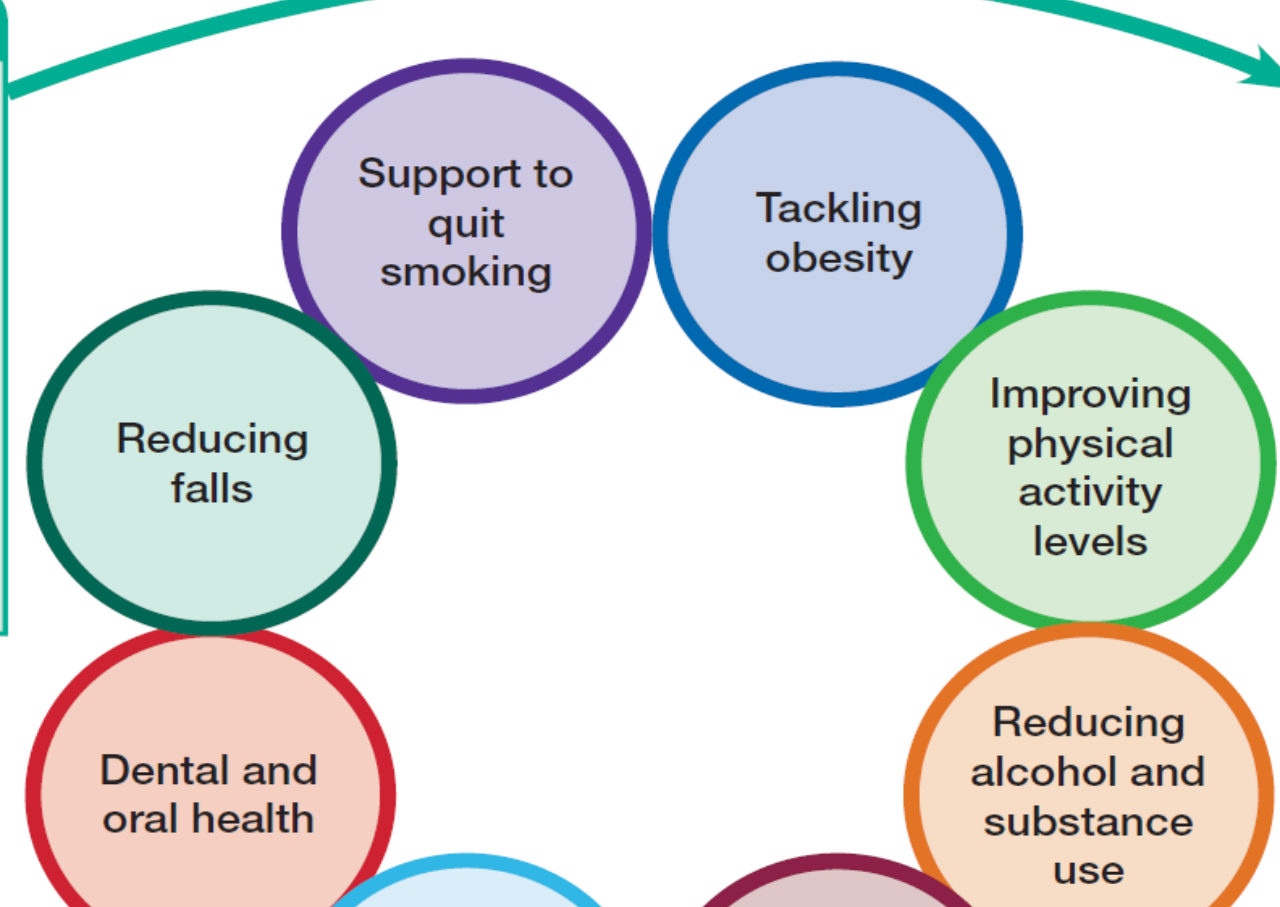 Support to
quit
smoking
Tackling
obesity
Improving
physical
activity
levels
Reducing
falls
Dental and
oral health
Reducing
alcohol and
substance
use